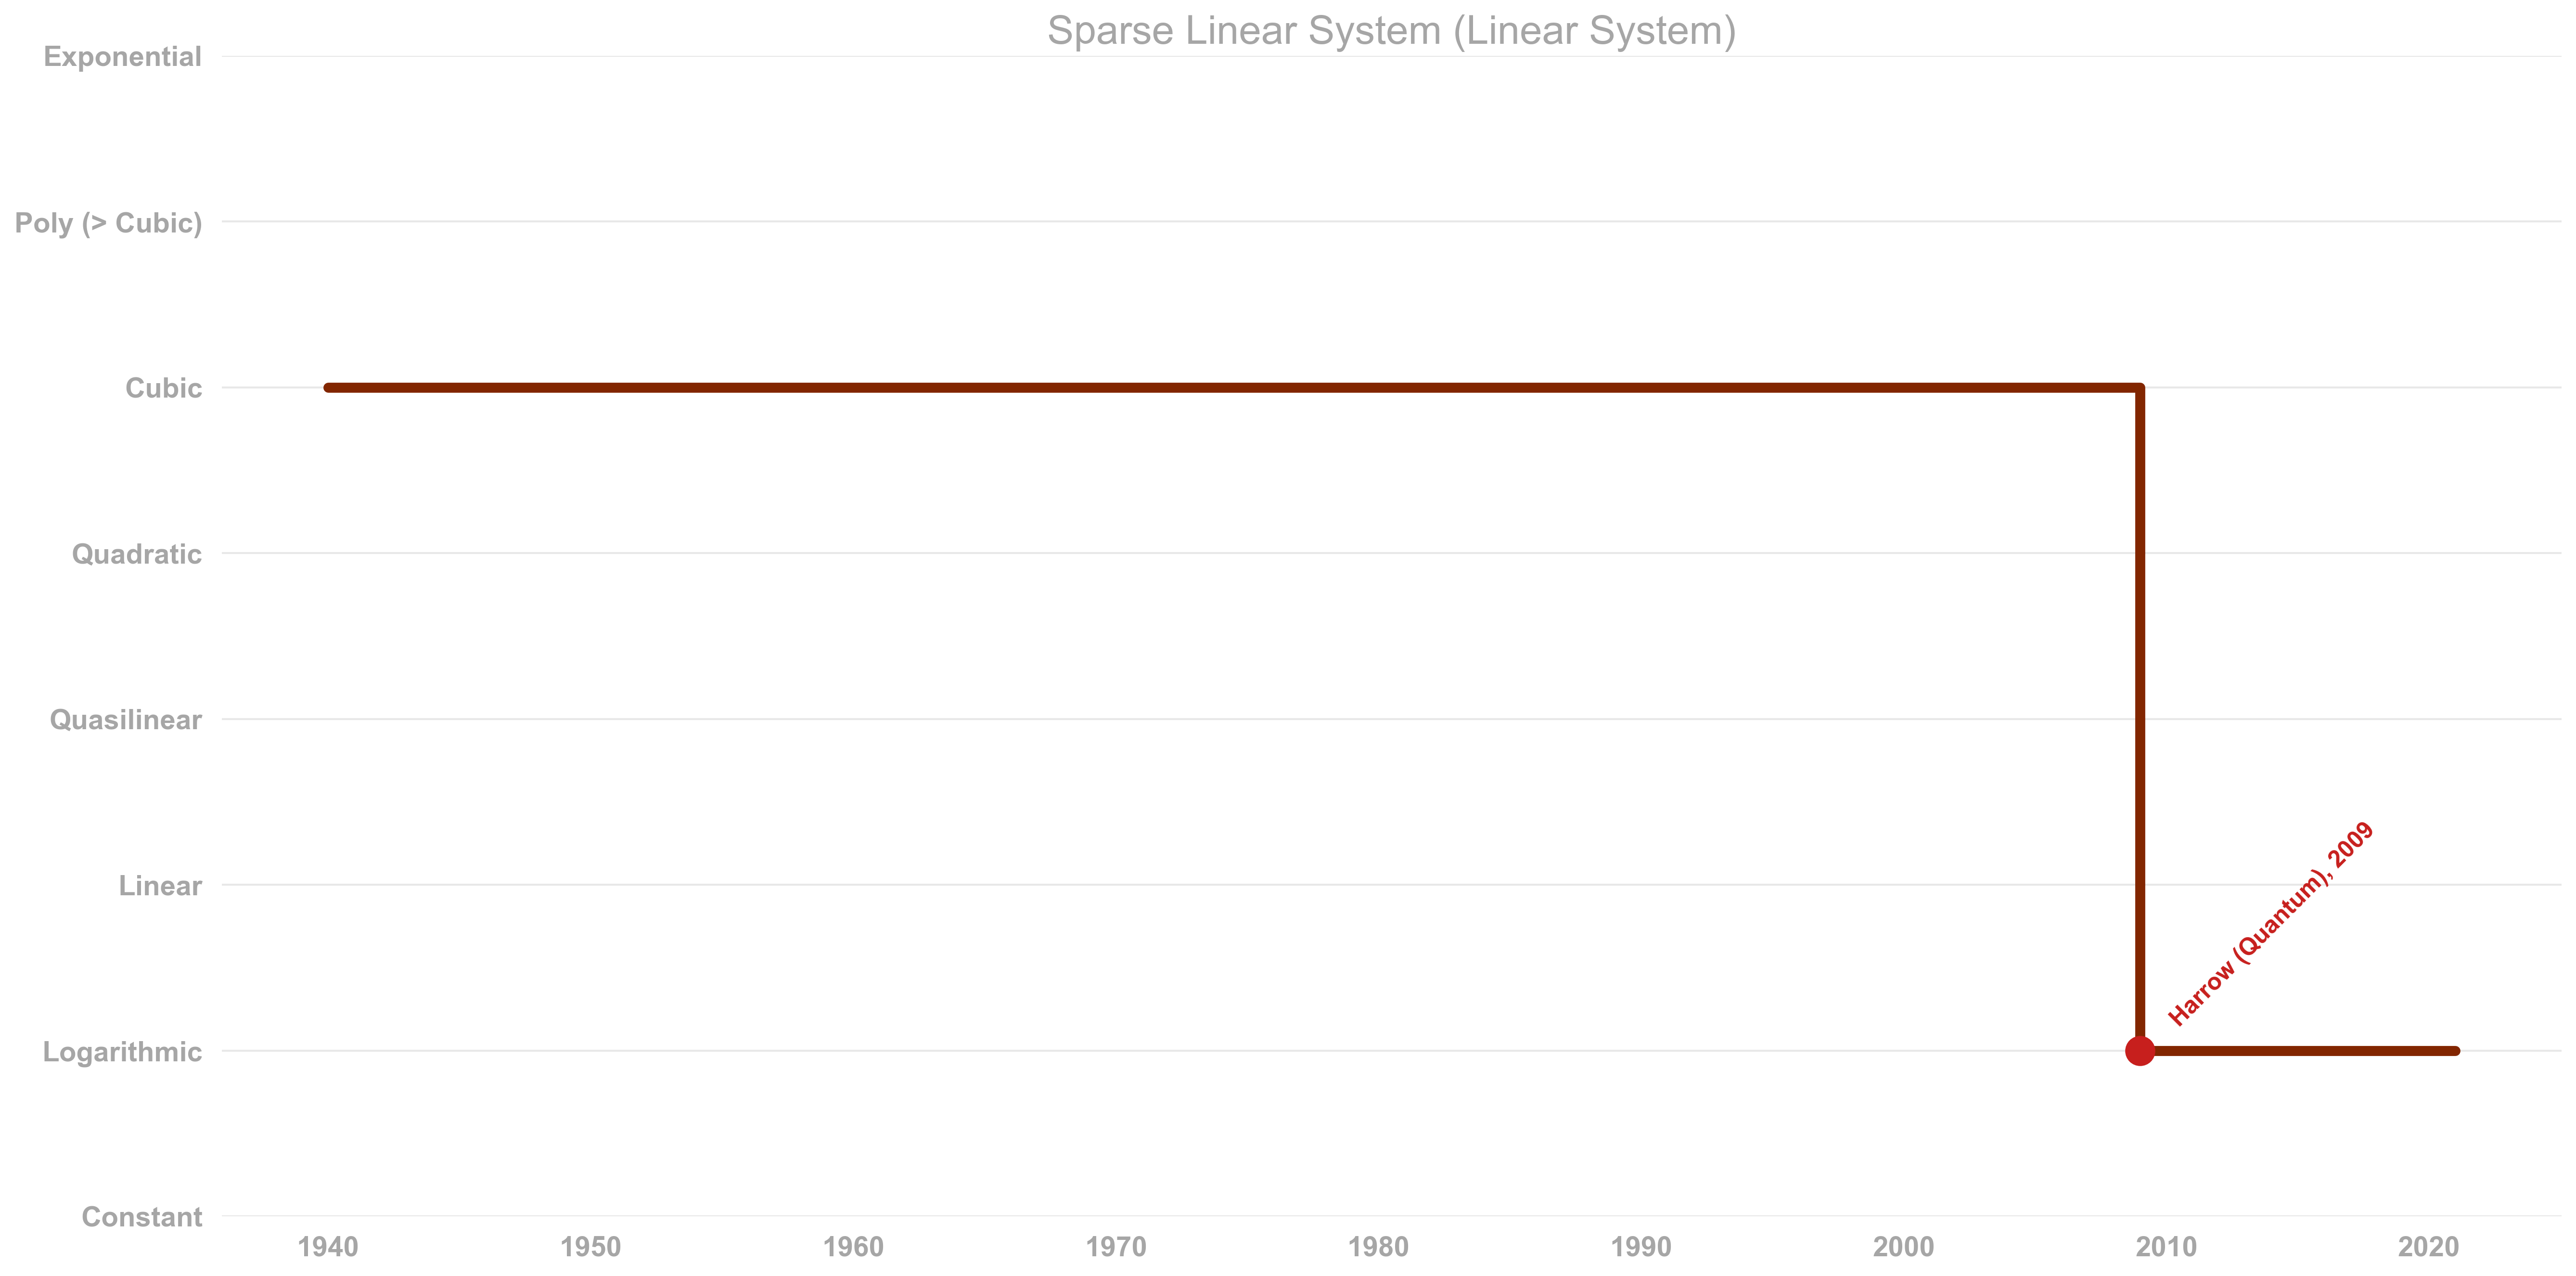 Sparse Linear System (Linear System)
Exponential
Poly (> Cubic)
Cubic
Quadratic
Quasilinear
Linear
Logarithmic
Constant
Harrow (Quantum), 2009
1940 1950 1960 1970 1980 1990 2000 2010 2020